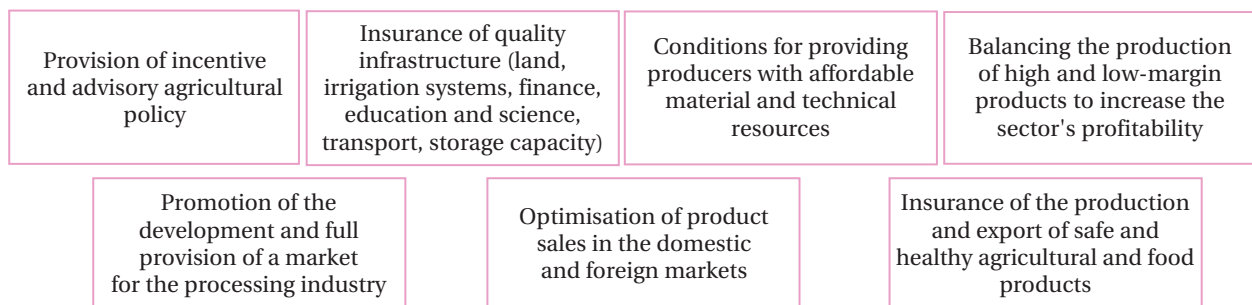 Provision of incentive
and advisory agricultural
policy
Insurance of quality
infrastructure (land,
irrigation systems, finance,
education and science,
transport, storage capacity)
Conditions for providing
producers with affordable
material and technical
resources
Balancing the production
of high and low-margin
products to increase the
sector's profitability
Promotion of the
development and full
provision of a market
for the processing industry
Optimisation of product
sales in the domestic
and foreign markets
Insurance of the production
and export of safe and
healthy agricultural and food
products